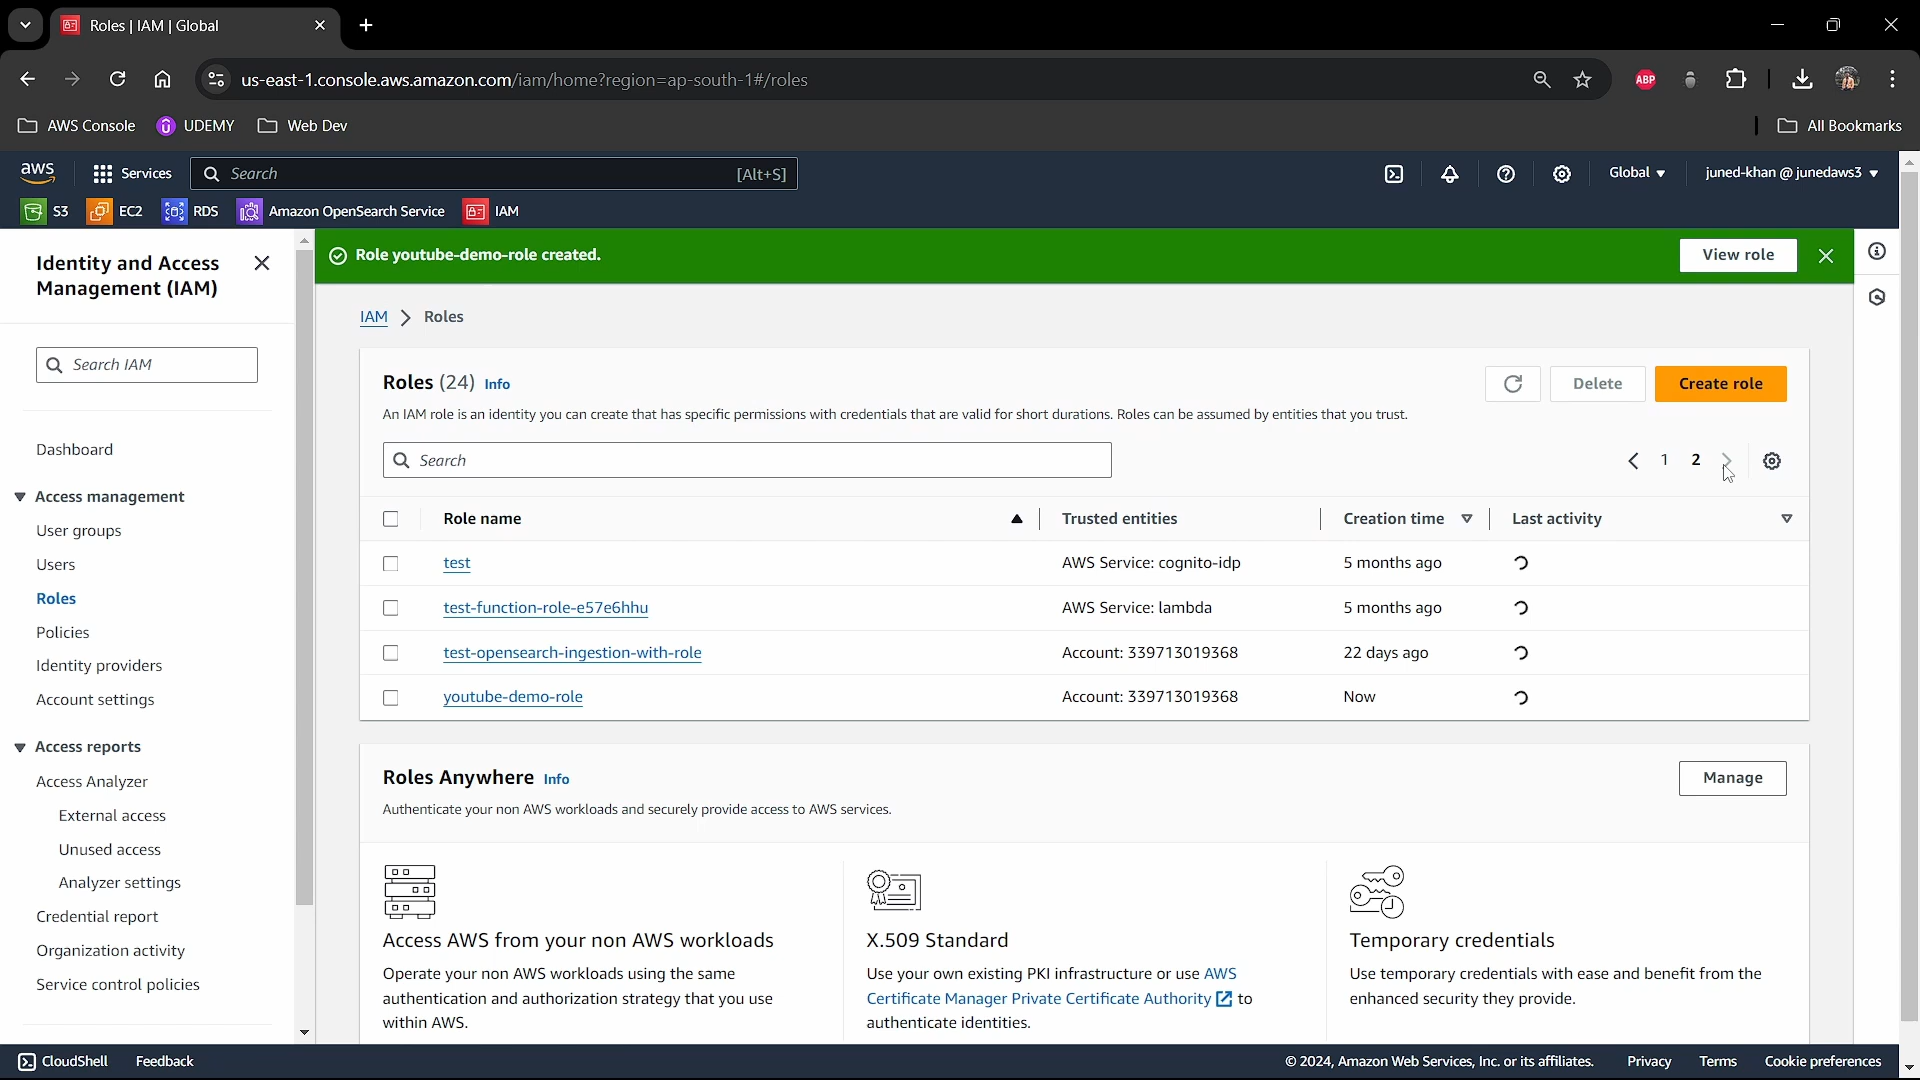 Roles | IAM | Global
us-east-1.console.aws.amazon.com/iam/home?region=ap-south-1#/roles
ABP
AWS Console
UDEMY
Web Dev
All Bookmarks
aws
Services
Search
[Alt+S]
Global
juned-khan @ junedaws3
S3
EC2
RDS
Amazon OpenSearch Service
IAM
Identity and Access
Management (IAM)
Search IAM
Dashboard
Access management
User groups
Users
Roles
Policies
Identity providers
Account settings
Access reports
Access Analyzer
External access
Unused access
Analyzer settings
Credential report
Organization activity
Service control policies
Role youtube-demo-role created.
View role
IAM > Roles
Roles (24) Info
Delete
Create role
An IAM role is an identity you can create that has specific permissions with credentials that are valid for short durations. Roles can be assumed by entities that you trust.
Search
1 2
Role name Trusted entities Creation time Last activity
test AWS Service: cognito-idp 5 months ago
test-function-role-e57e6hhu AWS Service: lambda 5 months ago
test-opensearch-ingestion-with-role Account: 339713019368 22 days ago
youtube-demo-role Account: 339713019368 Now
Roles Anywhere Info
Manage
Authenticate your non AWS workloads and securely provide access to AWS services.
Access AWS from your non AWS workloads
Operate your non AWS workloads using the same
authentication and authorization strategy that you use
within AWS.
X.509 Standard
Use your own existing PKI infrastructure or use AWS
Certificate Manager Private Certificate Authority to
authenticate identities.
Temporary credentials
Use temporary credentials with ease and benefit from the
enhanced security they provide.
CloudShell
Feedback
© 2024, Amazon Web Services, Inc. or its affiliates.
Privacy
Terms
Cookie preferences